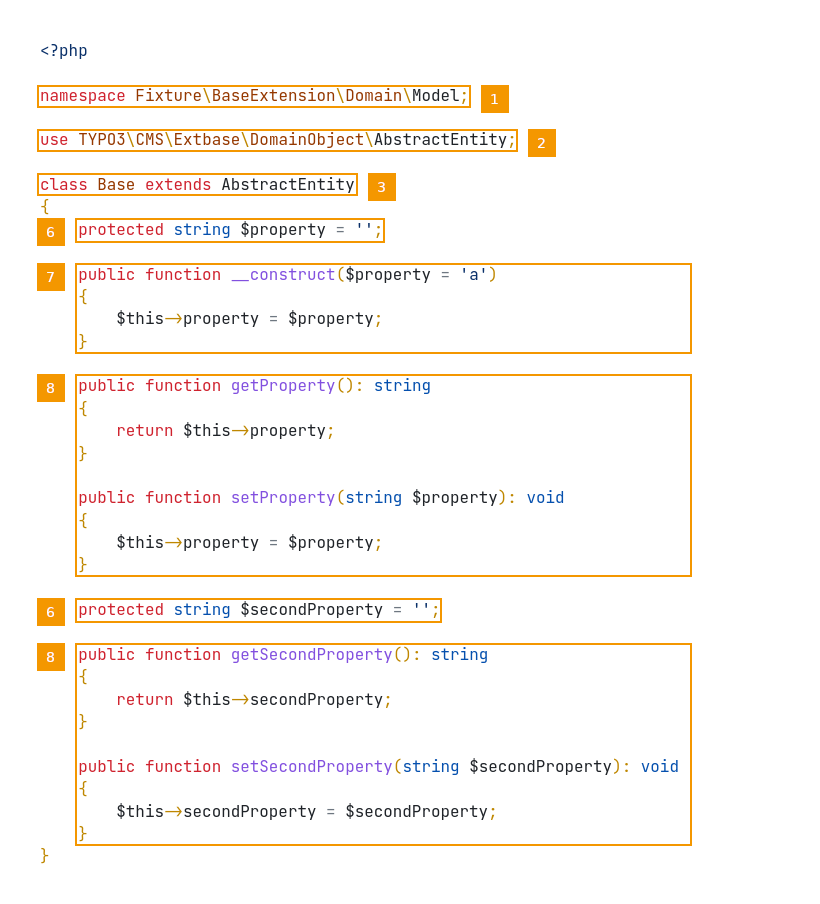 <?php
namespace Fixture\BaseExtension\Domain\Model; 1
use TYPO3\CMS\Extbase\DomainObject\AbstractEntity; 2
class Base extends AbstractEntity 3
{
6 protected string $property = '';
7 public function __construct($property = 'a')
{
$this->property = $property;
}
8 public function getProperty(): string
{
return $this->property;
}
public function setProperty(string $property): void
{
$this->property = $property;
}
6 protected string $secondProperty = '';
8 public function getSecondProperty(): string
{
return $this->secondProperty;
}
public function setSecondProperty(string $secondProperty): void
{
$this->secondProperty = $secondProperty;
}
}